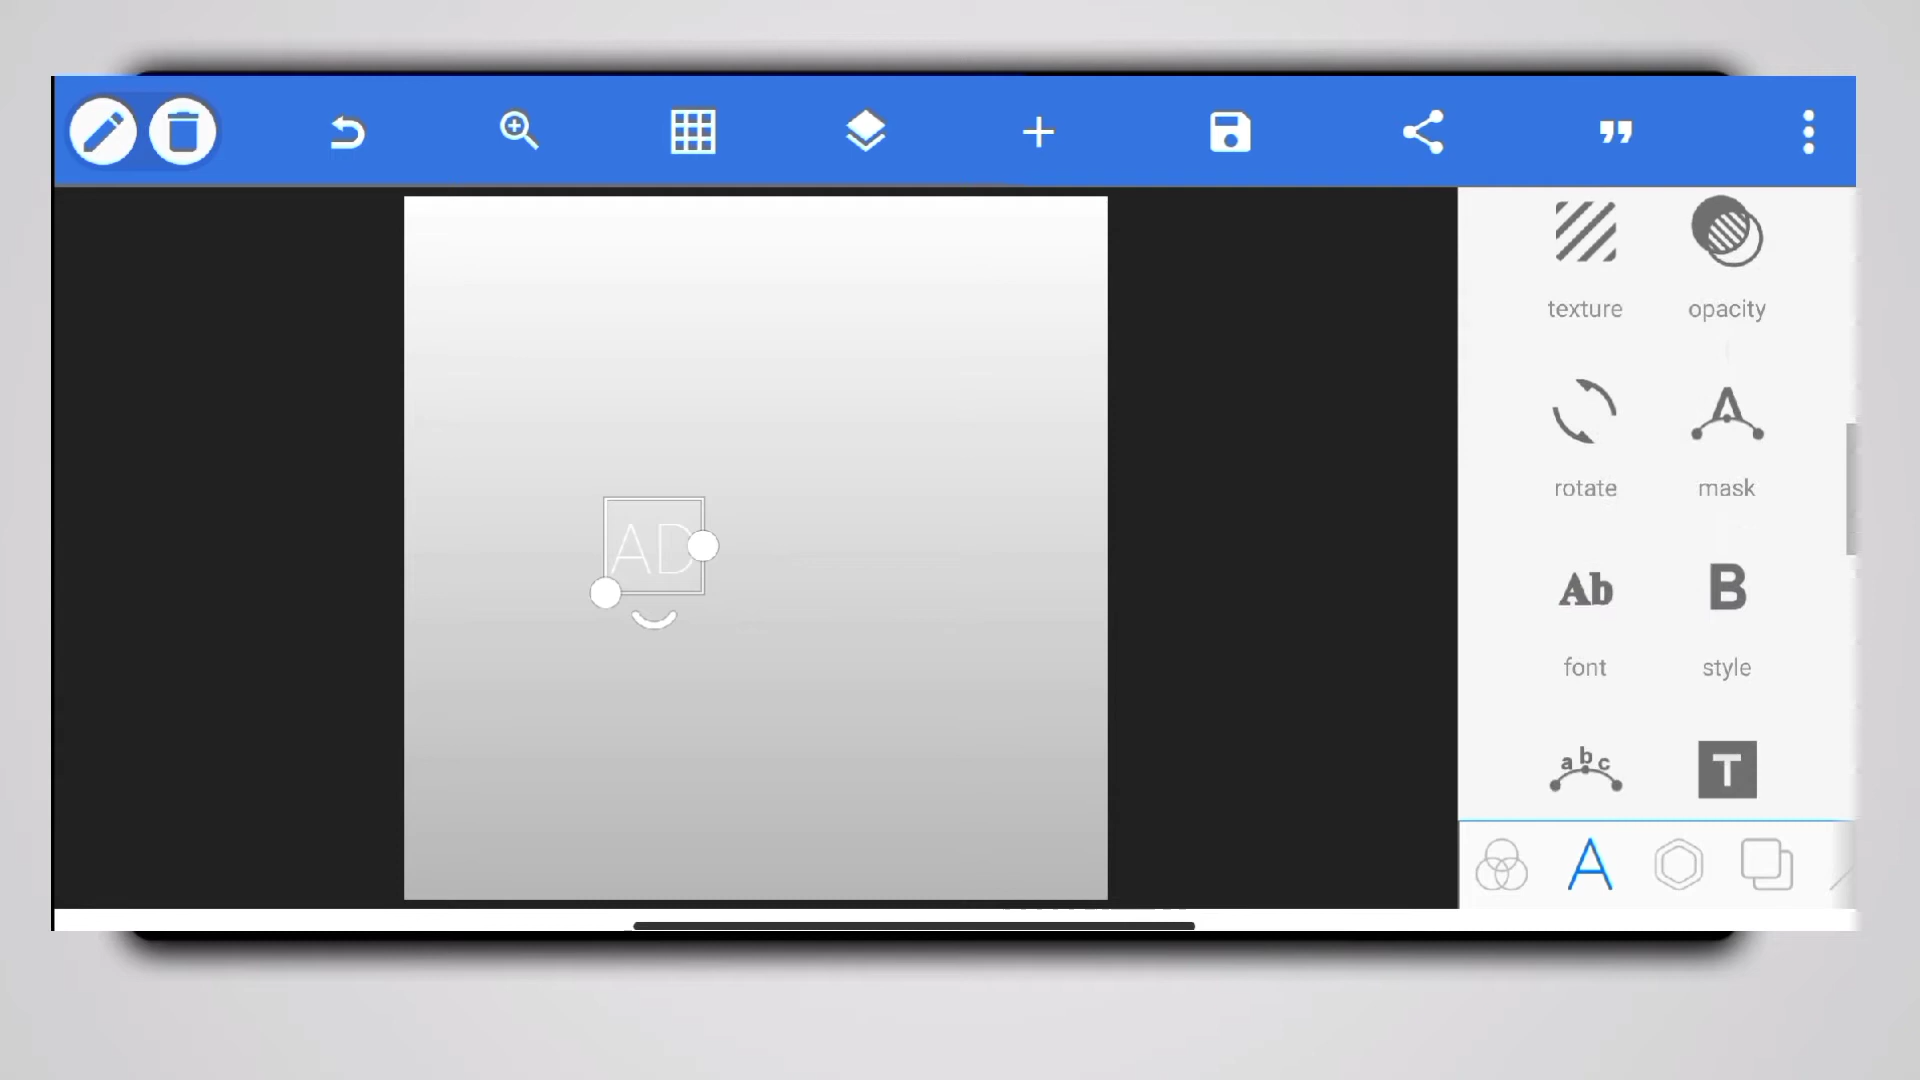 AD
texture
opacity
rotate
mask
Ab
B
font
style
abc
T
A